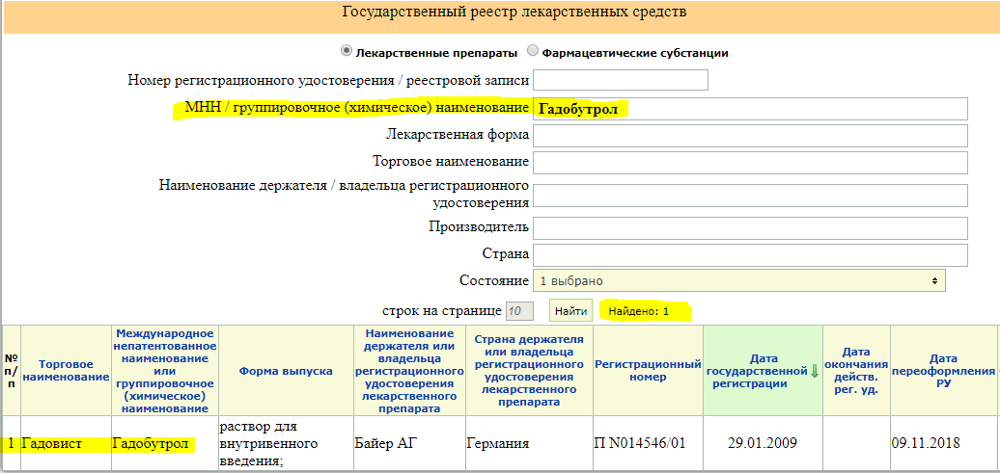 Государственный реестр лекарственных средств
Лекарственные препараты Фармацевтические субстанции
Номер регистрационного удостоверения / реестровой записи
МНН / группировочное (химическое) наименование Гадобутрол
Лекарственная форма
Торговое наименование
Наименование держателя / владельца регистрационного
удостоверения
Производитель
Страна
Состояние 1 выбрано
строк на странице 10 Найти Найдено: 1
№
п/
п
Торговое
наименование
Международное
непатентованное
наименование
или
группировочное
(химическое)
наименование
Форма выпуска
Наименование
держателя или
владельца
регистрационного
удостоверения
лекарственного
препарата
Страна держателя
или владельца
регистрационного
удостоверения
лекарственного
препарата
Регистрационный
номер
Дата
государственной
регистрации
Дата
окончания
действ.
рег. уд.
Дата
переоформления
РУ
1 Гадовист Гадобутрол
раствор для
внутривенного
введения;
Байер АГ Германия П N014546/01 29.01.2009 09.11.2018